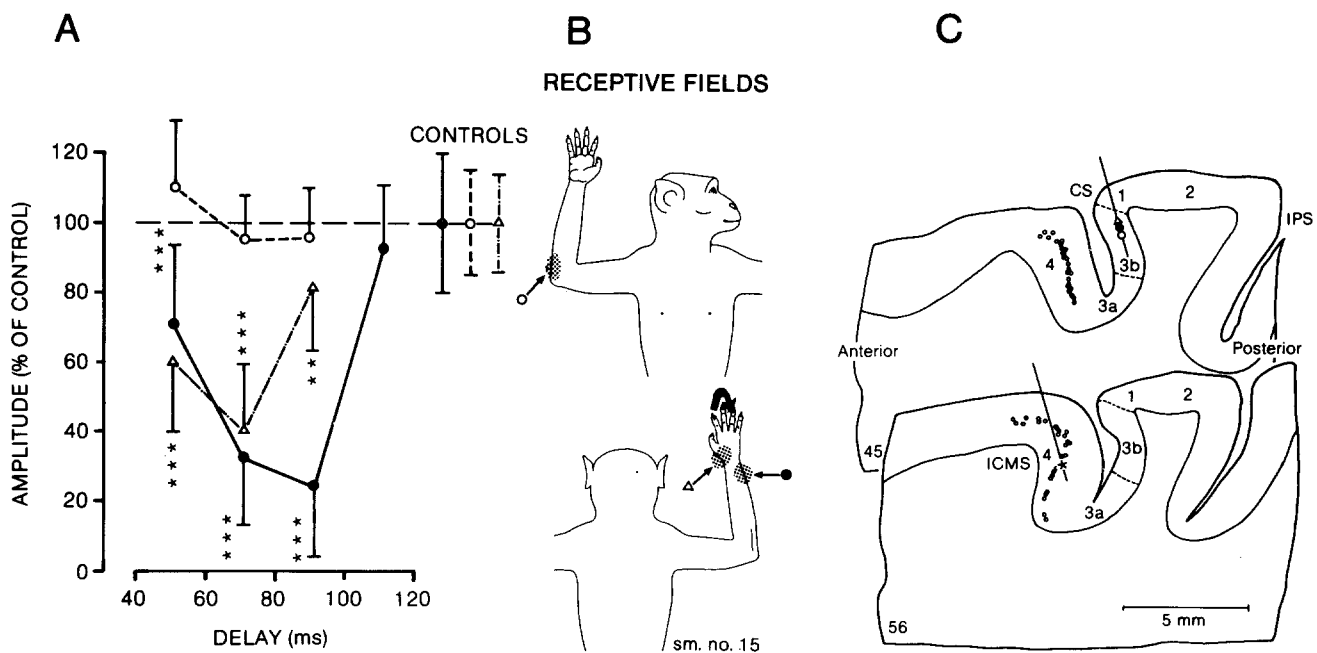 A
B
C
RECEPTIVE FIELDS
CONTROLS
AMPLITUDE (% OF CONTROL)
120
100
80
60
40
20
0
***
***
***
***
**
***
40
60
80
100
120
DELAY (ms)
sm. no. 15
CS
1
2
IPS
4
3b
3a
Anterior
Posterior
45
1
2
ICMS
4
*
3b
3a
56
5 mm